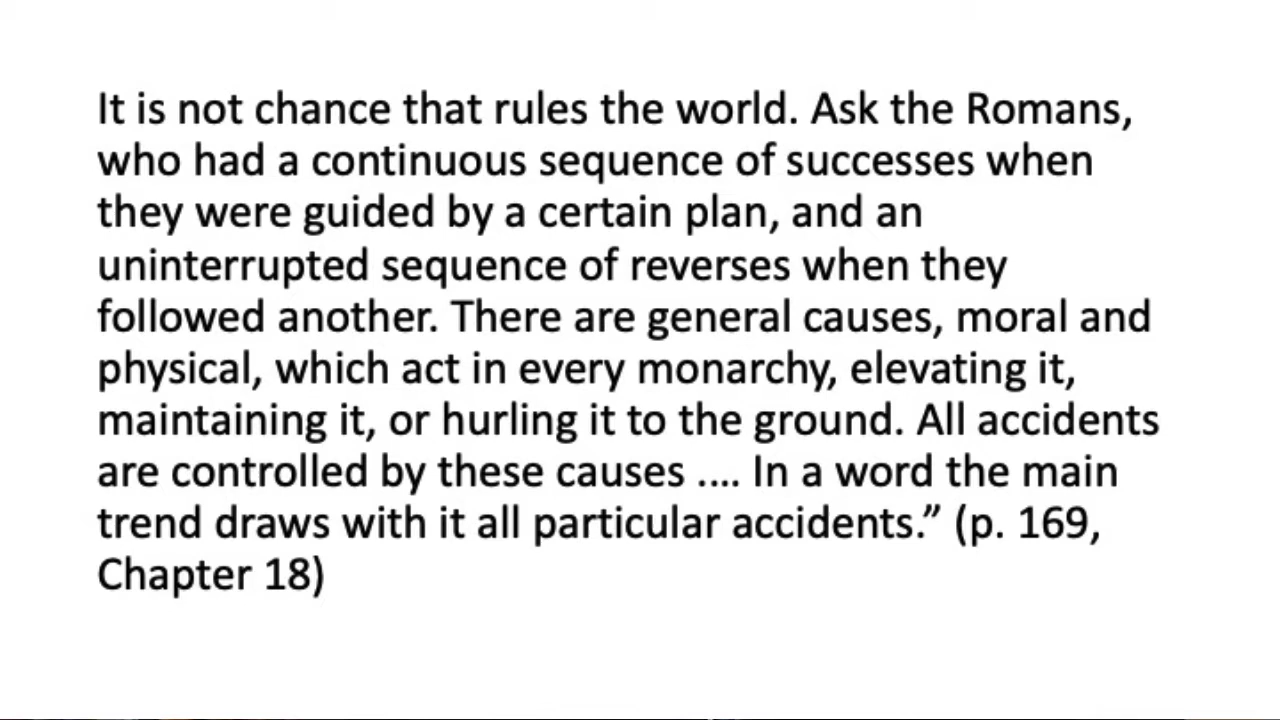 It is not chance that rules the world. Ask the Romans,
who had a continuous sequence of successes when
they were guided by a certain plan, and an
uninterrupted sequence of reverses when they
followed another. There are general causes, moral and
physical, which act in every monarchy, elevating it,
maintaining it, or hurling it to the ground. All accidents
are controlled by these causes .... In a word the main
trend draws with it all particular accidents.” (p. 169,
Chapter 18)